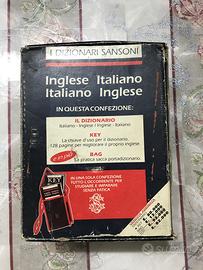 I DIZIONARI SANSONI
Inglese Italiano
Italiano Inglese
IN QUESTA CONFEZIONE:
IL DIZIONARIO
Italiano - Inglese / Inglese - Italiano
KEY
La chiave d'uso per il dizionario.
128 pagine per migliorare il proprio inglese
BAG
La pratica sacca portadizionario.
IN UNA SOLA CONFEZIONE
TUTTO L'OCCORRENTE PER
STUDIARE E IMPARARE
SENZA FATICA
KEY